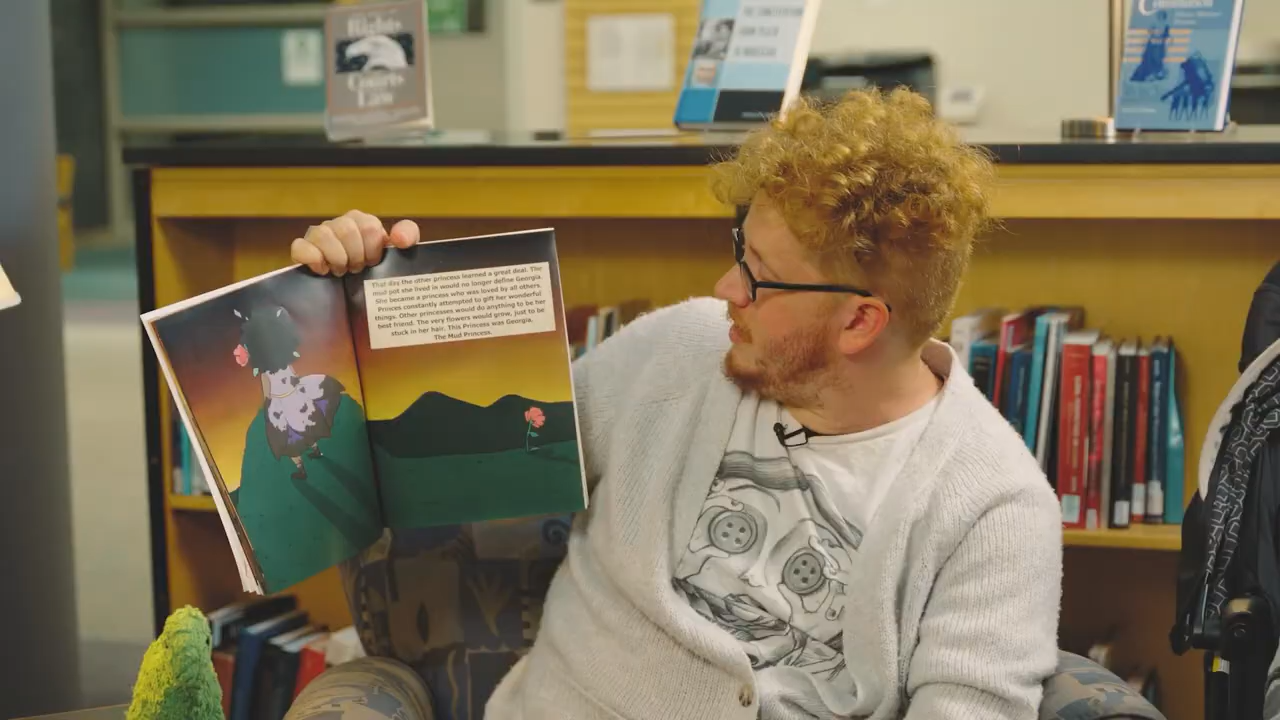 Rights
Courts
Law
That day the other princess learned a great deal. The
mud pit she lived in would no longer define Georgia.
She became a princess who was loved by all others.
Princes constantly attempted to gift her wonderful
things. Other princesses would do anything to be her
best friend. The very flowers would grow, just to be
stuck in her hair. This Princess was Georgia.
The Mud Princess.